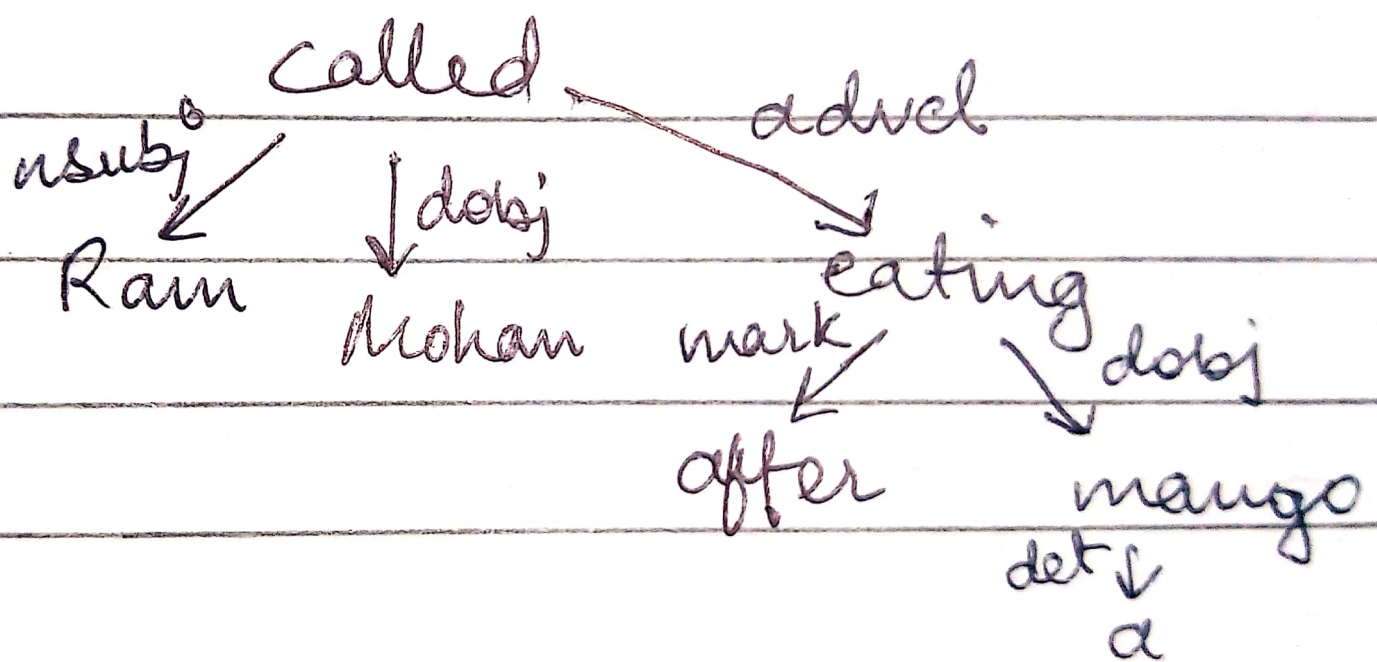 called
advcl
nsubj
dobj
Ram
eating
Mohan
mark
dobj
after
mango
det
a